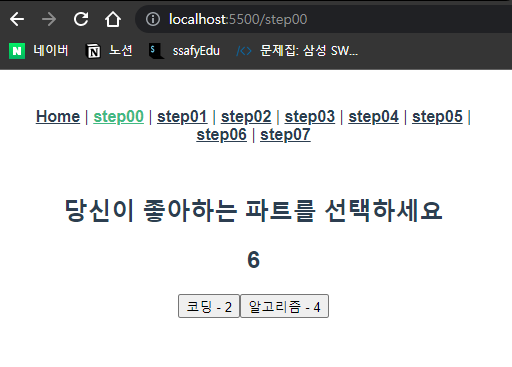 localhost:5500/step00
N 네이버 N 노션 S ssafyEdu </> 문제집: 삼성 SW...
Home | step00 | step01 | step02 | step03 | step04 | step05 |
step06 | step07
당신이 좋아하는 파트를 선택하세요
6
코딩 - 2 알고리즘 - 4